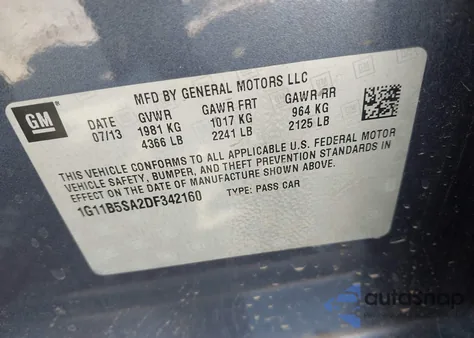 MFD BY GENERAL MOTORS LLC
GM
DATE GVWR GAWR FRT GAWR RR
07/13 1981 KG 1017 KG 964 KG
4366 LB 2241 LB 2125 LB
THIS VEHICLE CONFORMS TO ALL APPLICABLE U.S. FEDERAL MOTOR
VEHICLE SAFETY, BUMPER, AND THEFT PREVENTION STANDARDS IN
EFFECT ON THE DATE OF MANUFACTURE SHOWN ABOVE.
1G11B5SA2DF342160 TYPE: PASS CAR
autoSnap